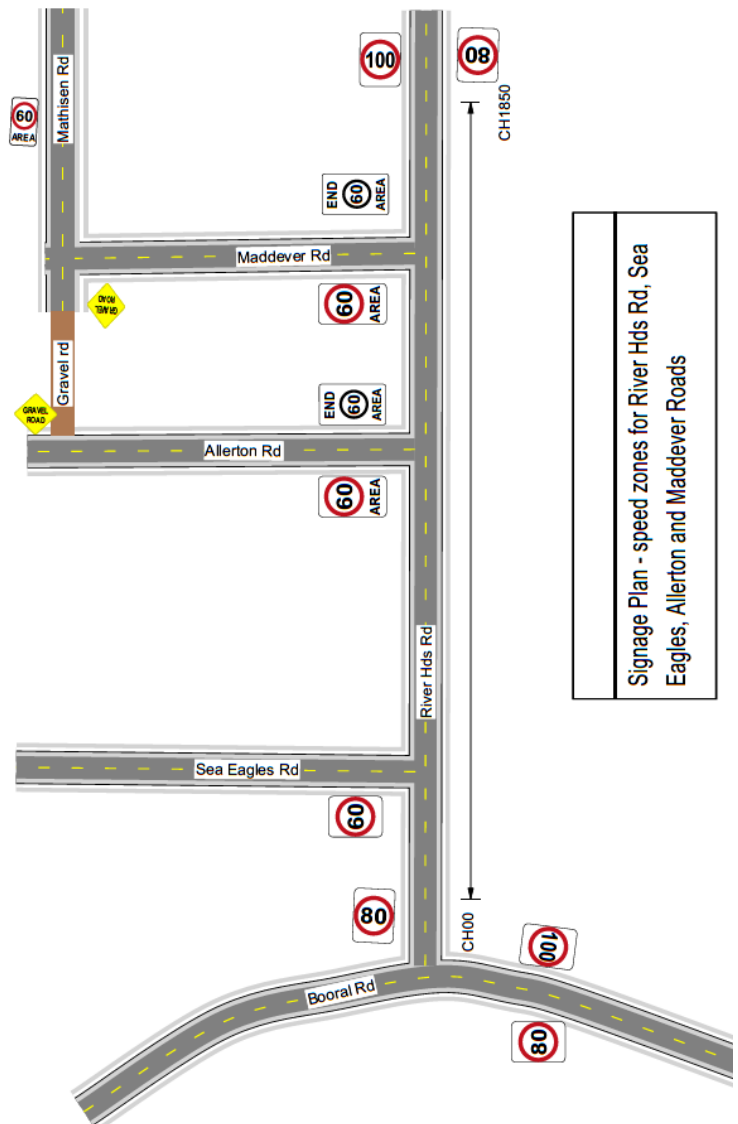 60
AREA
Mathisen Rd
100
80
CH1850
END
60
AREA
Maddever Rd
GRAVEL
ROAD
60
AREA
Gravel rd
GRAVEL
ROAD
END
60
AREA
Allerton Rd
60
AREA
River Hds Rd
Sea Eagles Rd
60
80
CH00
100
Booral Rd
80
Signage Plan - speed zones for River Hds Rd, Sea
Eagles, Allerton and Maddever Roads